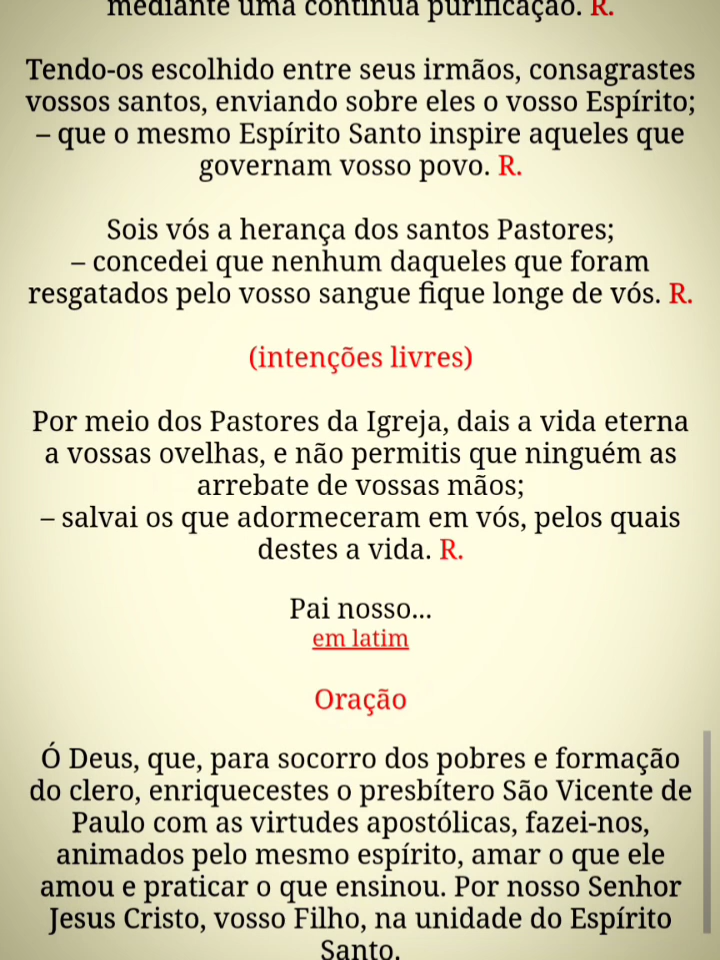 mediante uma contínua purificação. R.
Tendo-os escolhido entre seus irmãos, consagrastes
vossos santos, enviando sobre eles o vosso Espírito;
– que o mesmo Espírito Santo inspire aqueles que
governam vosso povo. R.
Sois vós a herança dos santos Pastores;
– concedei que nenhum daqueles que foram
resgatados pelo vosso sangue fique longe de vós. R.
(intenções livres)
Por meio dos Pastores da Igreja, dais a vida eterna
a vossas ovelhas, e não permitis que ninguém as
arrebate de vossas mãos;
– salvai os que adormeceram em vós, pelos quais
destes a vida. R.
Pai nosso...
em latim
Oração
Ó Deus, que, para socorro dos pobres e formação
do clero, enriquecestes o presbítero São Vicente de
Paulo com as virtudes apostólicas, fazei-nos,
animados pelo mesmo espírito, amar o que ele
amou e praticar o que ensinou. Por nosso Senhor
Jesus Cristo, vosso Filho, na unidade do Espírito
Santo.